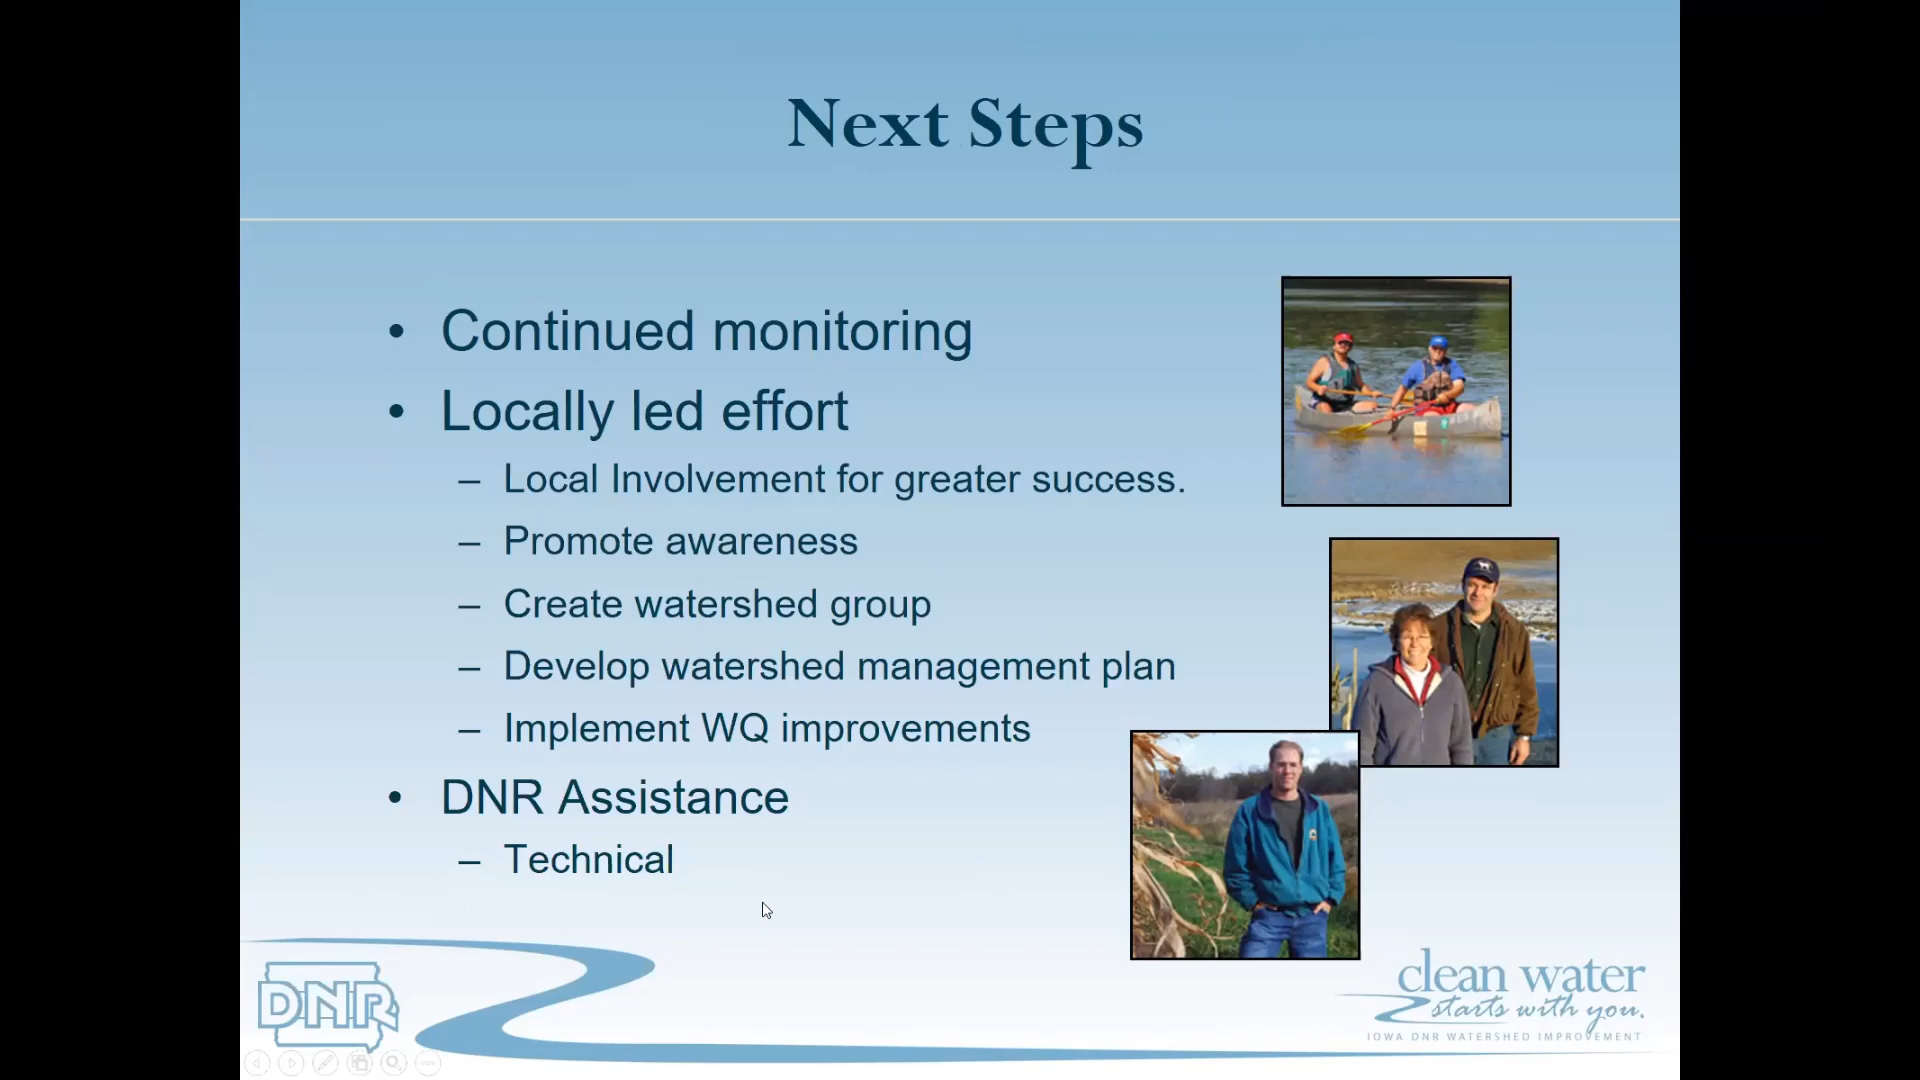 Next Steps
• Continued monitoring
• Locally led effort
– Local Involvement for greater success.
– Promote awareness
– Create watershed group
– Develop watershed management plan
– Implement WQ improvements
• DNR Assistance
– Technical
DNR
clean water
starts with you.
IOWA DNR WATERSHED IMPROVEMENT